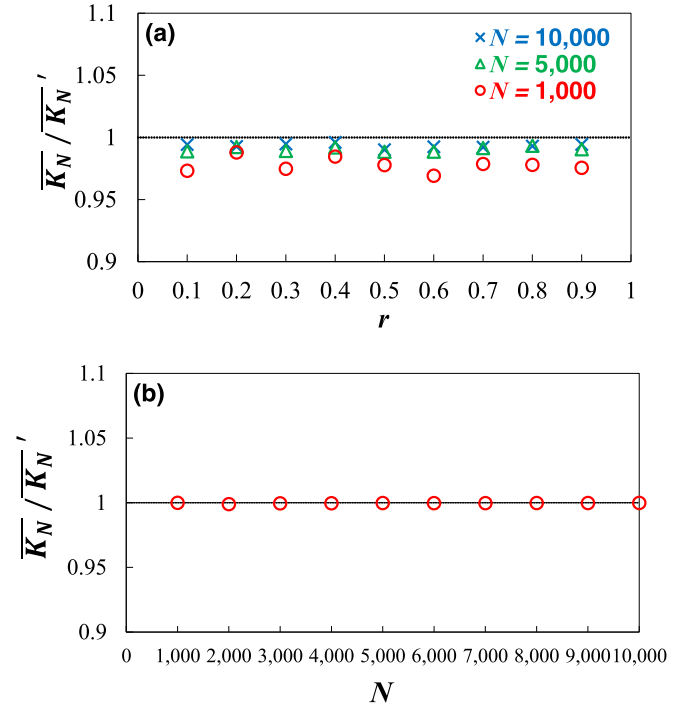 (a)
N = 10,000
N = 5,000
N = 1,000
1.1
1.05
1
0.95
0.9
K_N / K_N'
0 0.1 0.2 0.3 0.4 0.5 0.6 0.7 0.8 0.9 1
r
(b)
1.1
1.05
1
0.95
0.9
K_N / K_N'
0 1,000 2,000 3,000 4,000 5,000 6,000 7,000 8,000 9,000 10,000
N